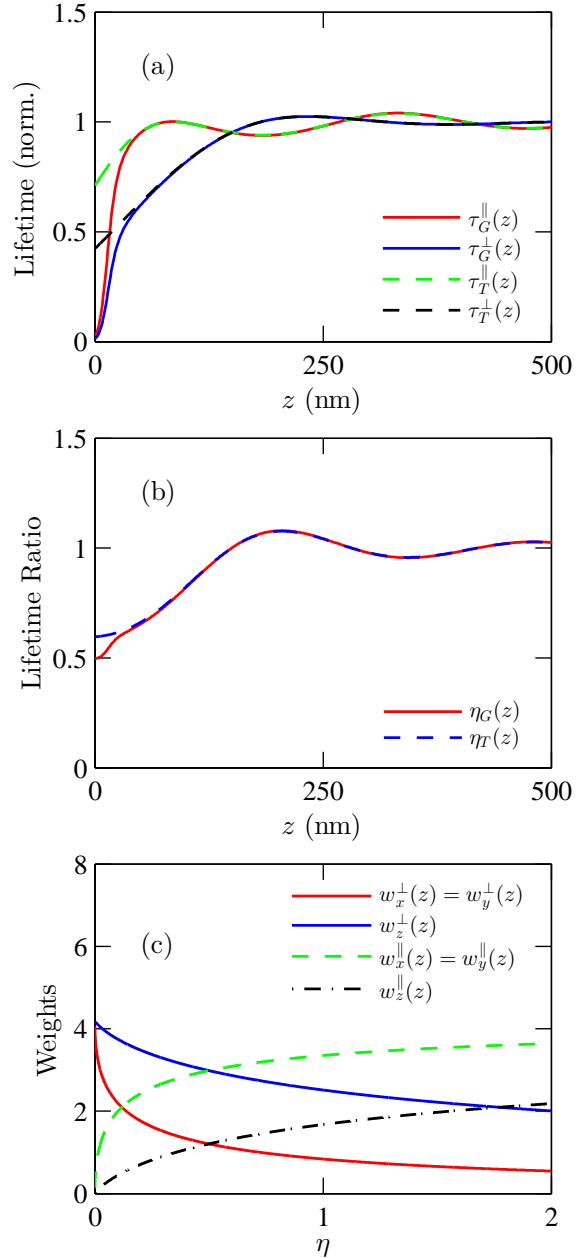 1.5
(a)
1
Lifetime (norm.)
0.5
τ_G^∥(z)
τ_G^⊥(z)
τ_T^∥(z)
τ_T^⊥(z)
0
0 250 500
z (nm)
1.5
(b)
1
Lifetime Ratio
0.5
η_G(z)
η_T(z)
0
0 250 500
z (nm)
8
w_x^⊥(z) = w_y^⊥(z)
w_z^⊥(z)
6
(c)
w_x^∥(z) = w_y^∥(z)
w_z^∥(z)
Weights
4
2
0
0 1 2
η